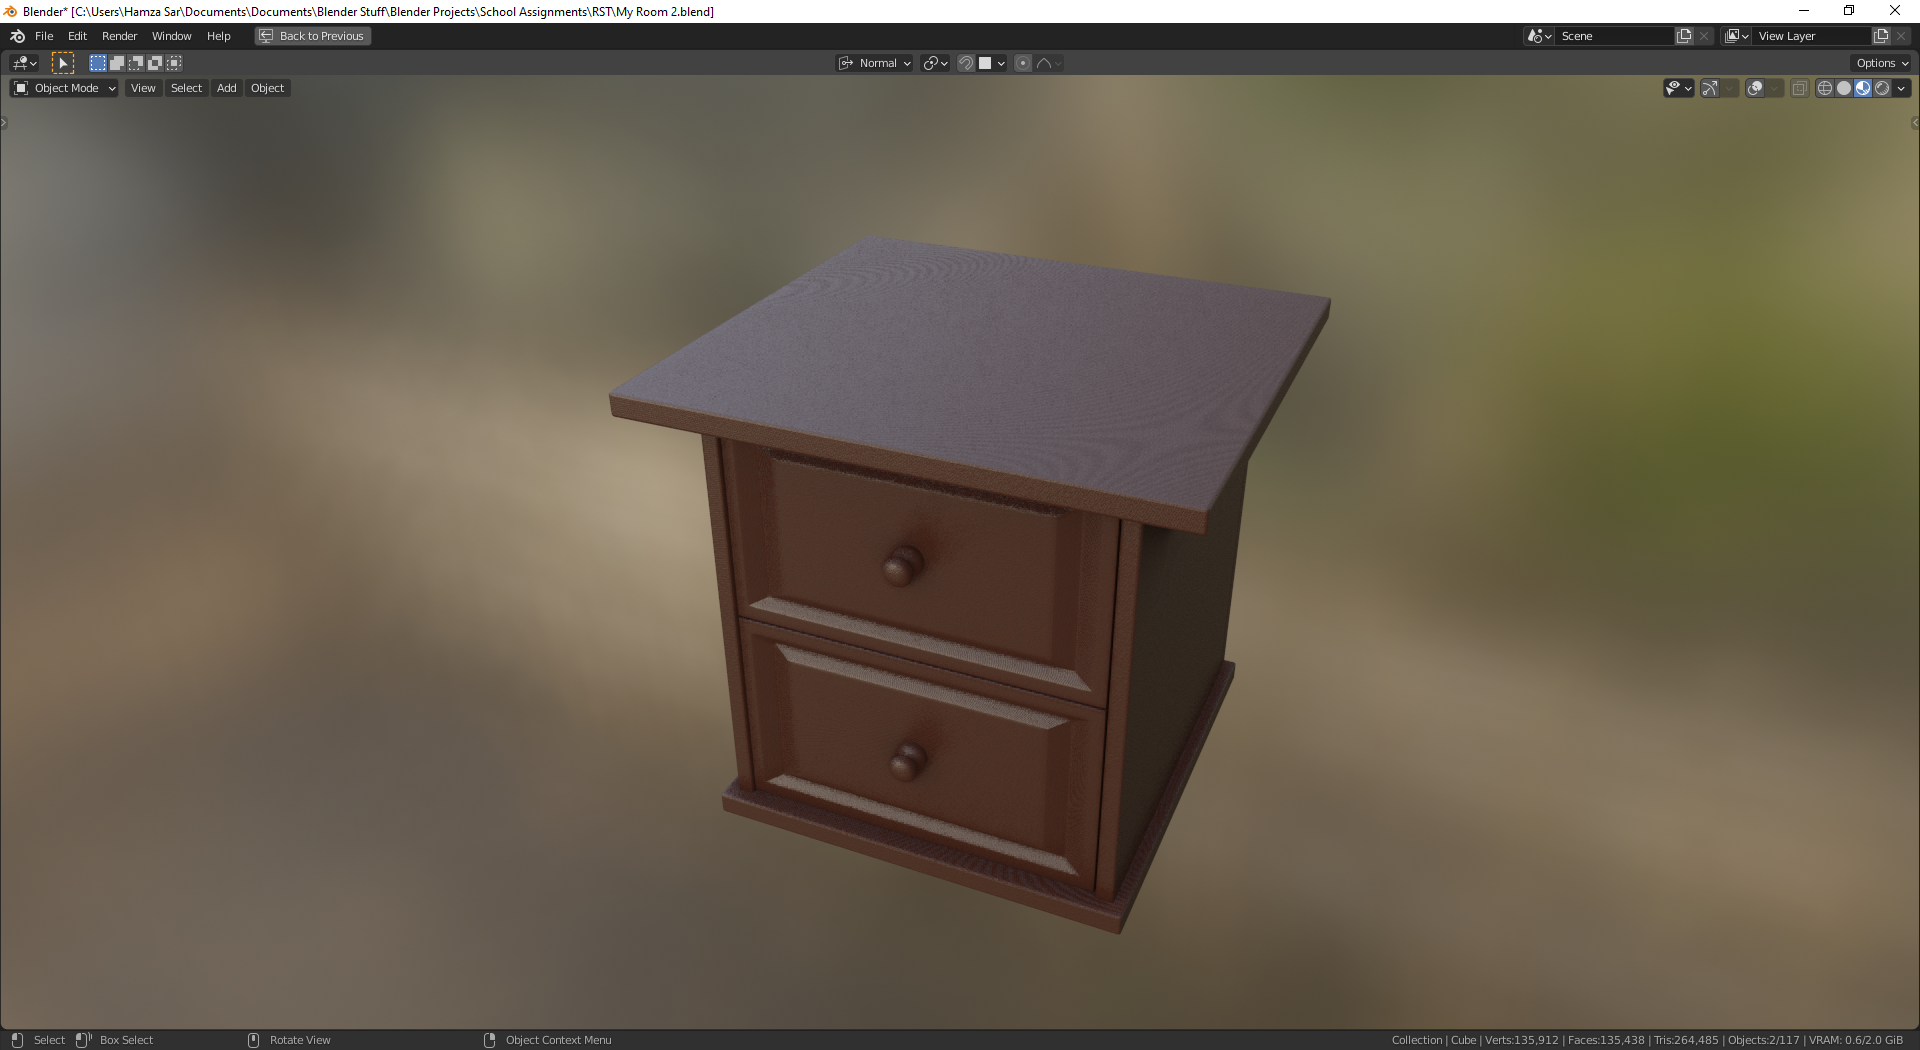 Blender* [C:\Users\Hamza Sar\Documents\Documents\Blender Stuff\Blender Projects\School Assignments\RST\My Room 2.blend]
File Edit Render Window Help Back to Previous Scene View Layer
Normal Options
Object Mode View Select Add Object
Select Box Select Rotate View Object Context Menu Collection | Cube | Verts:135,912 | Faces:135,438 | Tris:264,485 | Objects:2/117 | VRAM: 0.6/2.0 GiB